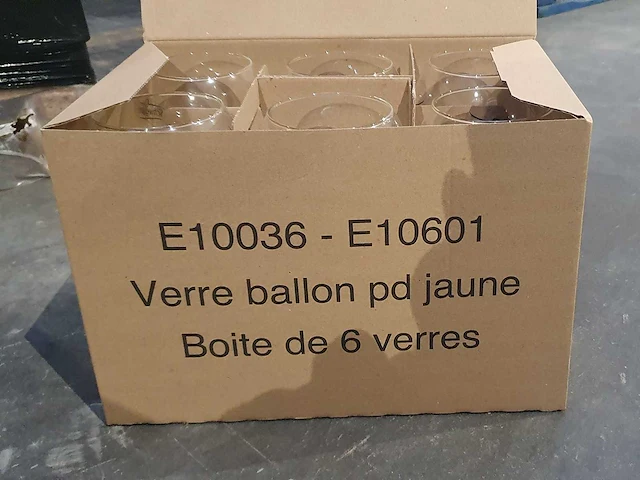 E10036 - E10601
Verre ballon pd jaune
Boite de 6 verres